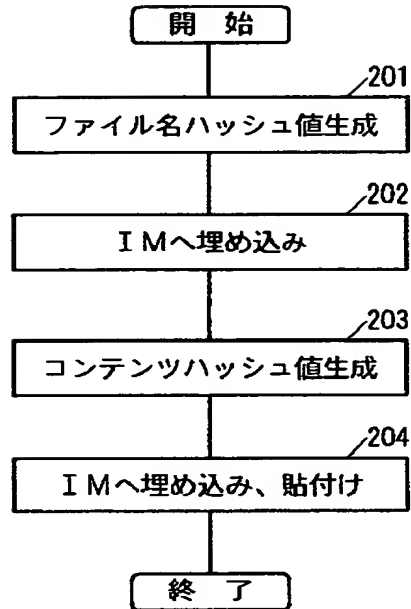 開 始
201
ファイル名ハッシュ値生成
202
IMへ埋め込み
203
コンテンツハッシュ値生成
204
IMへ埋め込み、貼付け
終 了